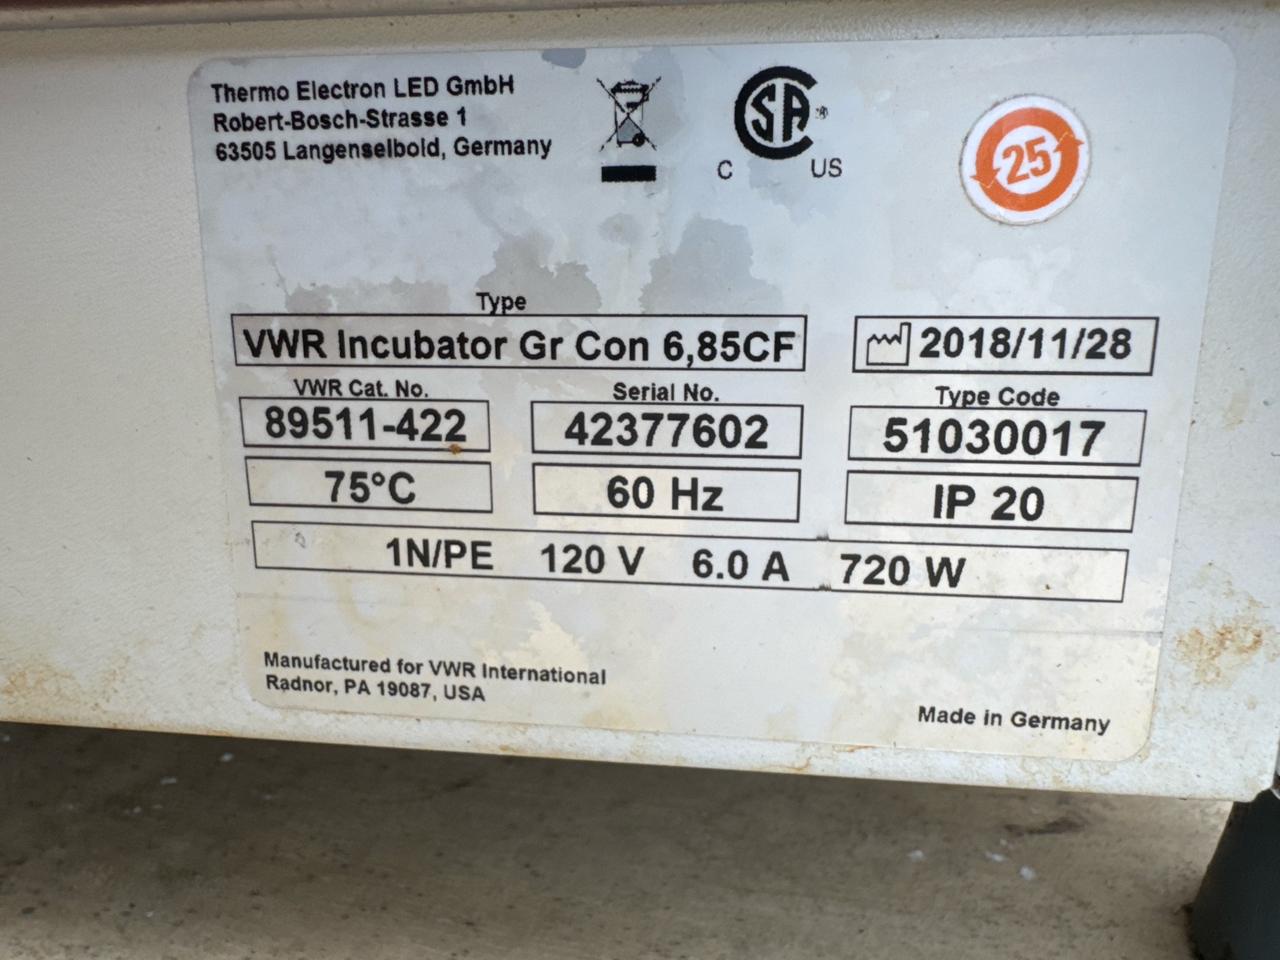 Thermo Electron LED GmbH
Robert-Bosch-Strasse 1
63505 Langenselbold, Germany
CSA®
C US
25
Type
VWR Incubator Gr Con 6,85CF
2018/11/28
VWR Cat. No.
Serial No.
Type Code
89511-422
42377602
51030017
75°C
60 Hz
IP 20
1N/PE 120 V 6.0 A 720 W
Manufactured for VWR International
Radnor, PA 19087, USA
Made in Germany